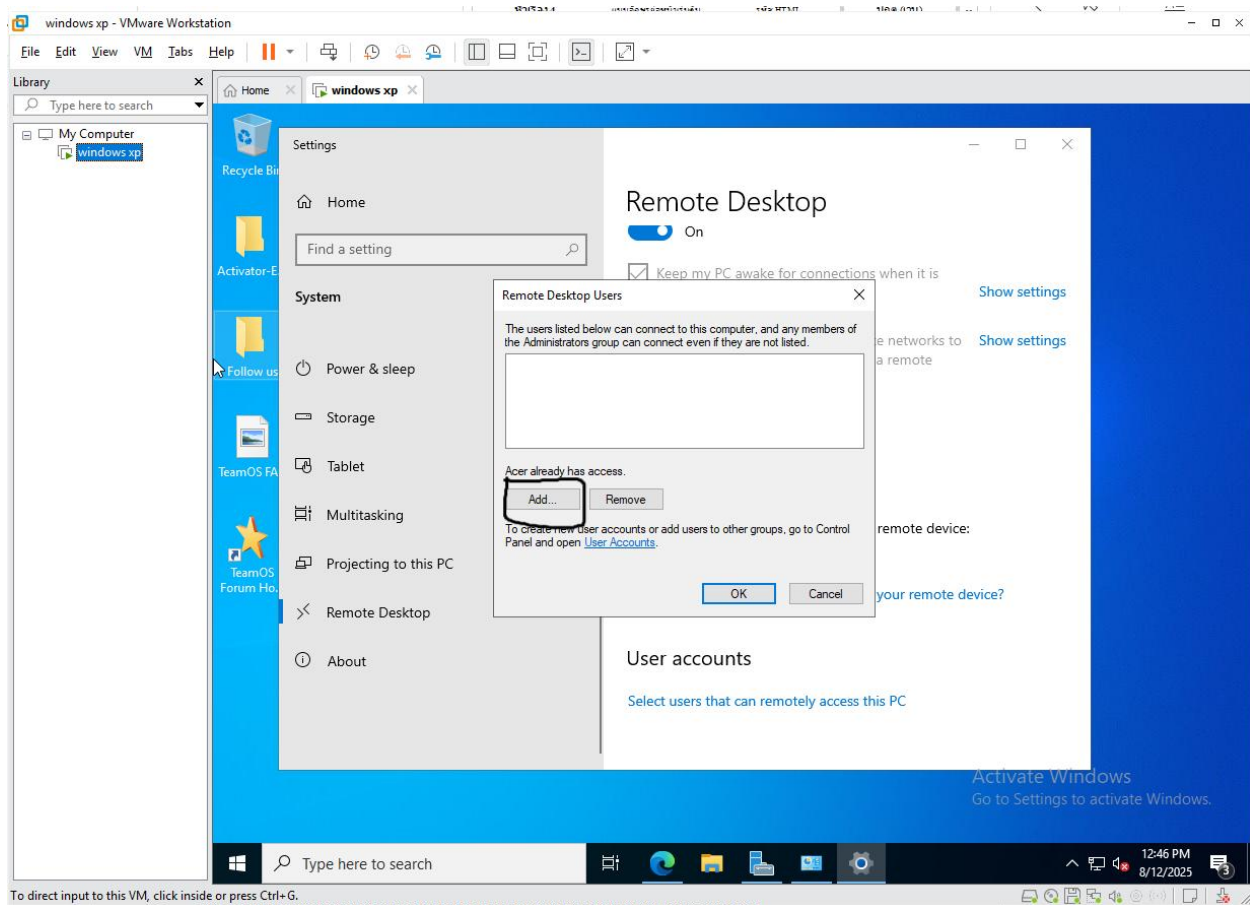 windows xp - VMware Workstation
File Edit View VM Tabs Help
Library
Type here to search
My Computer
windows xp
Home
windows xp
Recycle Bin
Activator-E
Follow us
TeamOS FA
TeamOS
Forum Ho.
Settings
Home
Find a setting
System
Power & sleep
Storage
Tablet
Multitasking
Projecting to this PC
Remote Desktop
About
Remote Desktop
On
Keep my PC awake for connections when it is
Show settings
e networks to
Show settings
a remote
remote device:
your remote device?
User accounts
Select users that can remotely access this PC
Remote Desktop Users
The users listed below can connect to this computer, and any members of
the Administrators group can connect even if they are not listed.
Acer already has access.
Add...
Remove
To create new user accounts or add users to other groups, go to Control
Panel and open User Accounts.
OK
Cancel
Activate Windows
Go to Settings to activate Windows.
Type here to search
12:46 PM
8/12/2025
3
To direct input to this VM, click inside or press Ctrl+G.